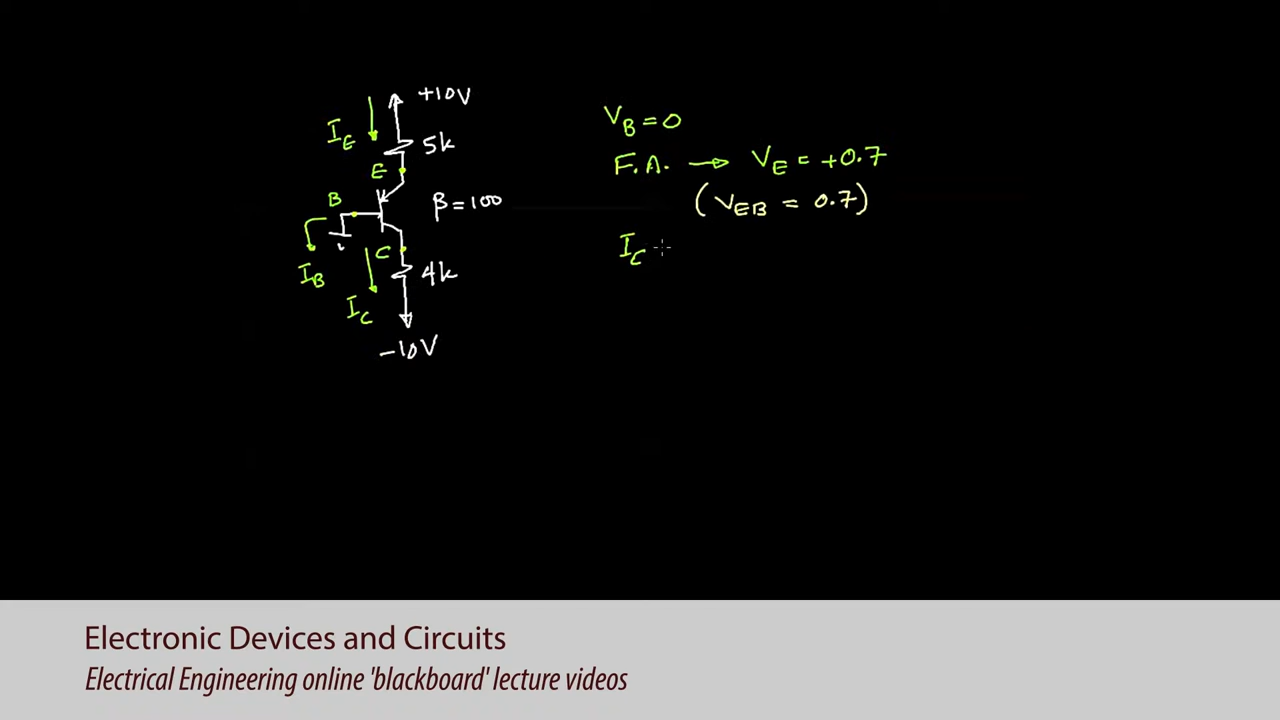 +10V
I_E
5k
E
B
β=100
I_B
C
4k
I_C
-10V
V_B=0
F.A. → V_E = +0.7
(V_EB = 0.7)
I_C
Electronic Devices and Circuits
Electrical Engineering online 'blackboard' lecture videos